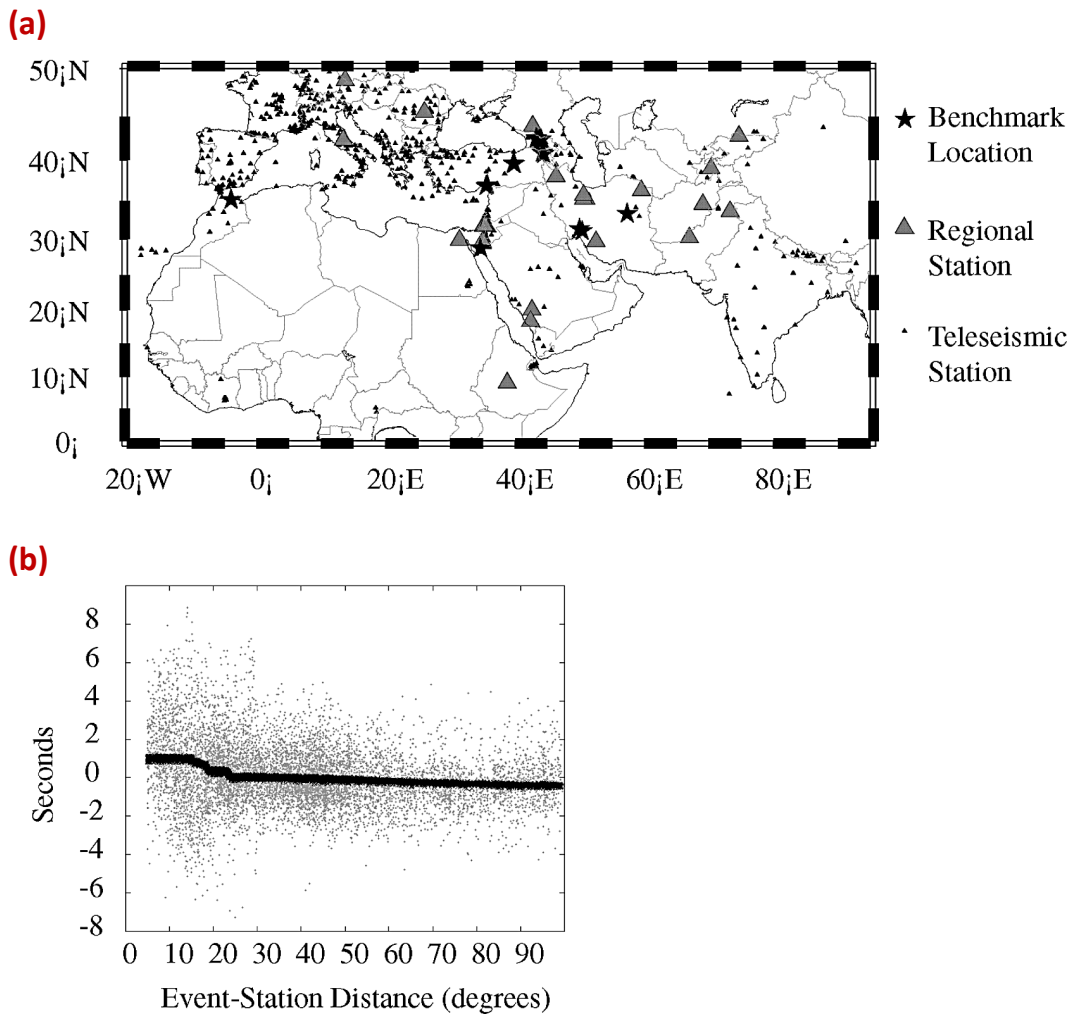 (a)
50¡N
40¡N
30¡N
20¡N
10¡N
0¡
20¡W 0¡ 20¡E 40¡E 60¡E 80¡E
Benchmark
Location
Regional
Station
Teleseismic
Station
(b)
Seconds
8
6
4
2
0
-2
-4
-6
-8
0 10 20 30 40 50 60 70 80 90
Event-Station Distance (degrees)